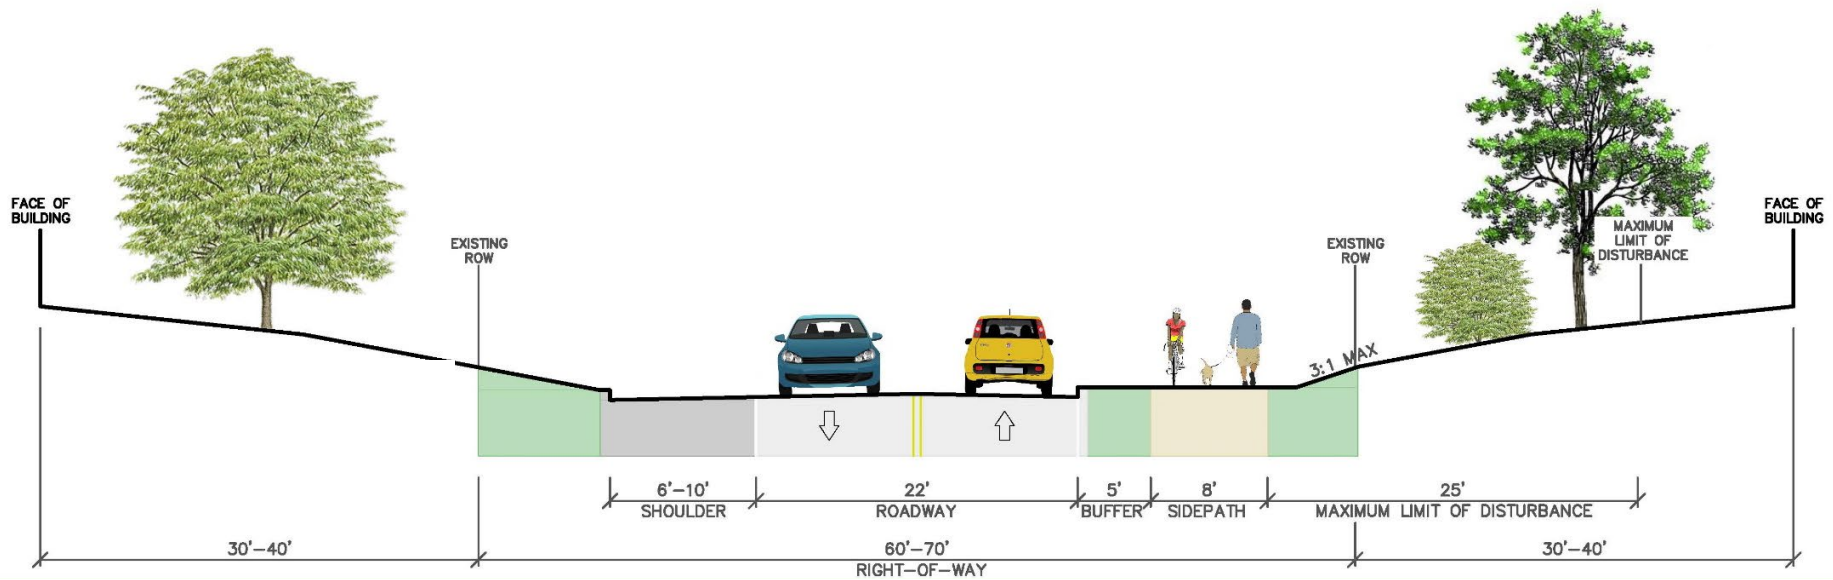 FACE OF
BUILDING
EXISTING
ROW
EXISTING
ROW
MAXIMUM
LIMIT OF
DISTURBANCE
FACE OF
BUILDING
3:1 MAX
6'-10'
SHOULDER
22'
ROADWAY
5'
BUFFER
8'
SIDEPATH
25'
MAXIMUM LIMIT OF DISTURBANCE
30'-40'
60'-70'
RIGHT-OF-WAY
30'-40'